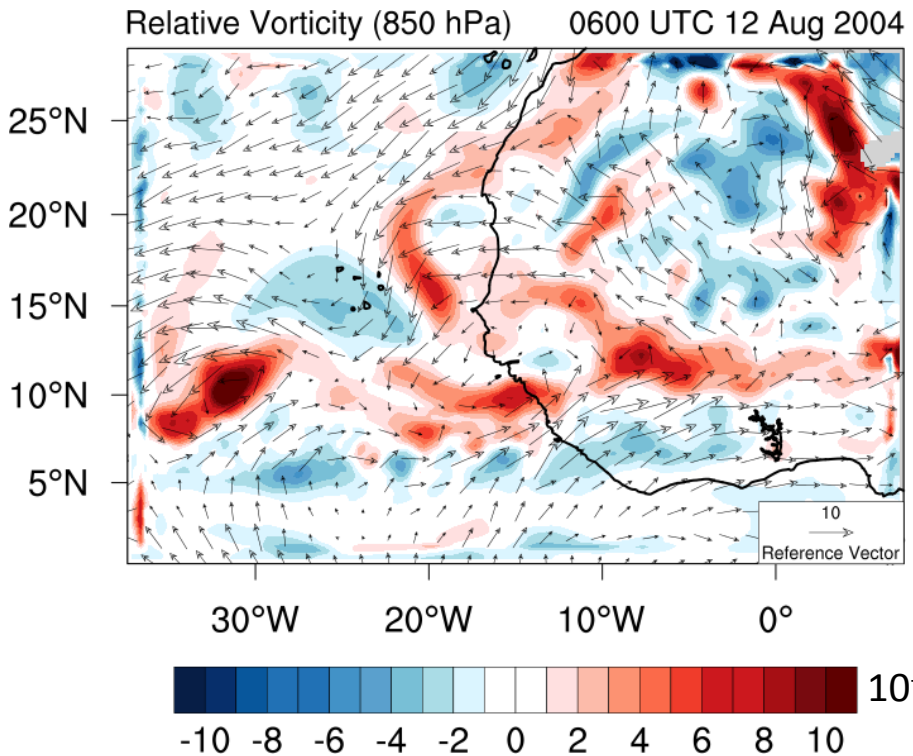 Relative Vorticity (850 hPa) 0600 UTC 12 Aug 2004
25°N
20°N
15°N
10°N
5°N
10
Reference Vector
30°W 20°W 10°W 0°
10⁻
-10 -8 -6 -4 -2 0 2 4 6 8 10